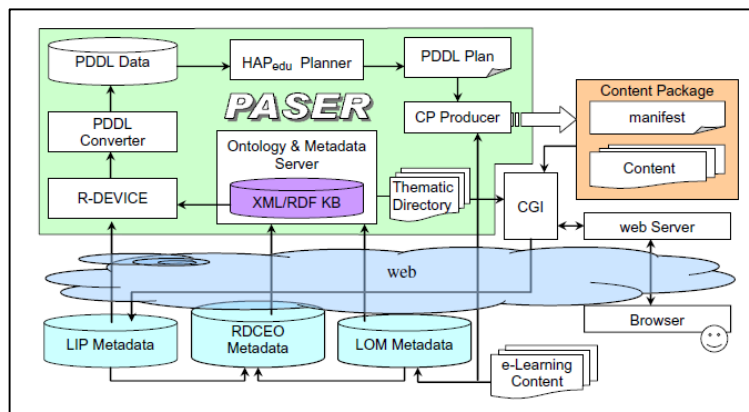 PDDL Data
HAPedu Planner
PDDL Plan
Content Package
manifest
Content
PASER
CP Producer
PDDL
Converter
Ontology & Metadata
Server
XML/RDF KB
R-DEVICE
Thematic
Directory
CGI
web Server
web
Browser
LIP Metadata
RDCEO
Metadata
LOM Metadata
e-Learning
Content